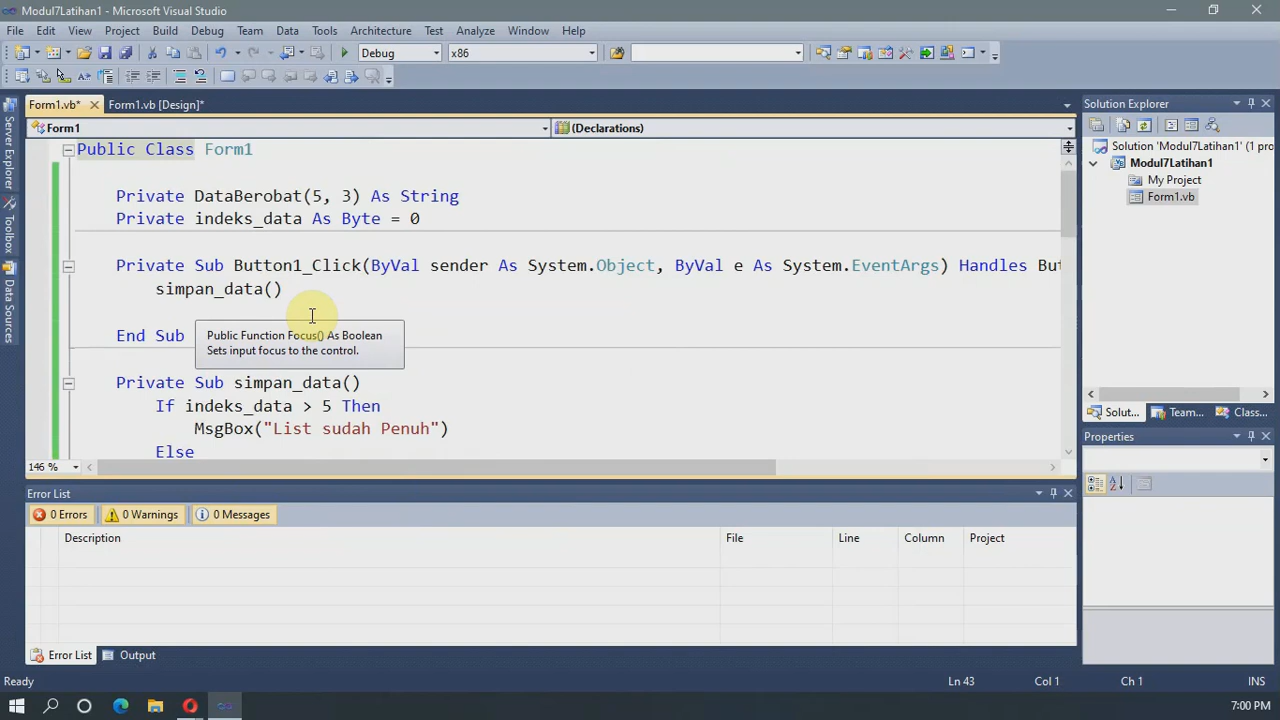 Modul7Latihan1 - Microsoft Visual Studio
File Edit View Project Build Debug Team Data Tools Architecture Test Analyze Window Help
Debug x86
Form1.vb* Form1.vb [Design]*
Form1 (Declarations)
Public Class Form1
Private DataBerobat(5, 3) As String
Private indeks_data As Byte = 0
Private Sub Button1_Click(ByVal sender As System.Object, ByVal e As System.EventArgs) Handles But
simpan_data()
End Sub
Public Function Focus() As Boolean
Sets input focus to the control.
Private Sub simpan_data()
If indeks_data > 5 Then
MsgBox("List sudah Penuh")
Else
146 %
Server Explorer
Toolbox
Data Sources
Solution Explorer
Solution 'Modul7Latihan1' (1 pro
Modul7Latihan1
My Project
Form1.vb
Solut... Team... Class...
Properties
Error List
0 Errors 0 Warnings 0 Messages
Description File Line Column Project
Error List Output
Ready Ln 43 Col 1 Ch 1 INS
7:00 PM